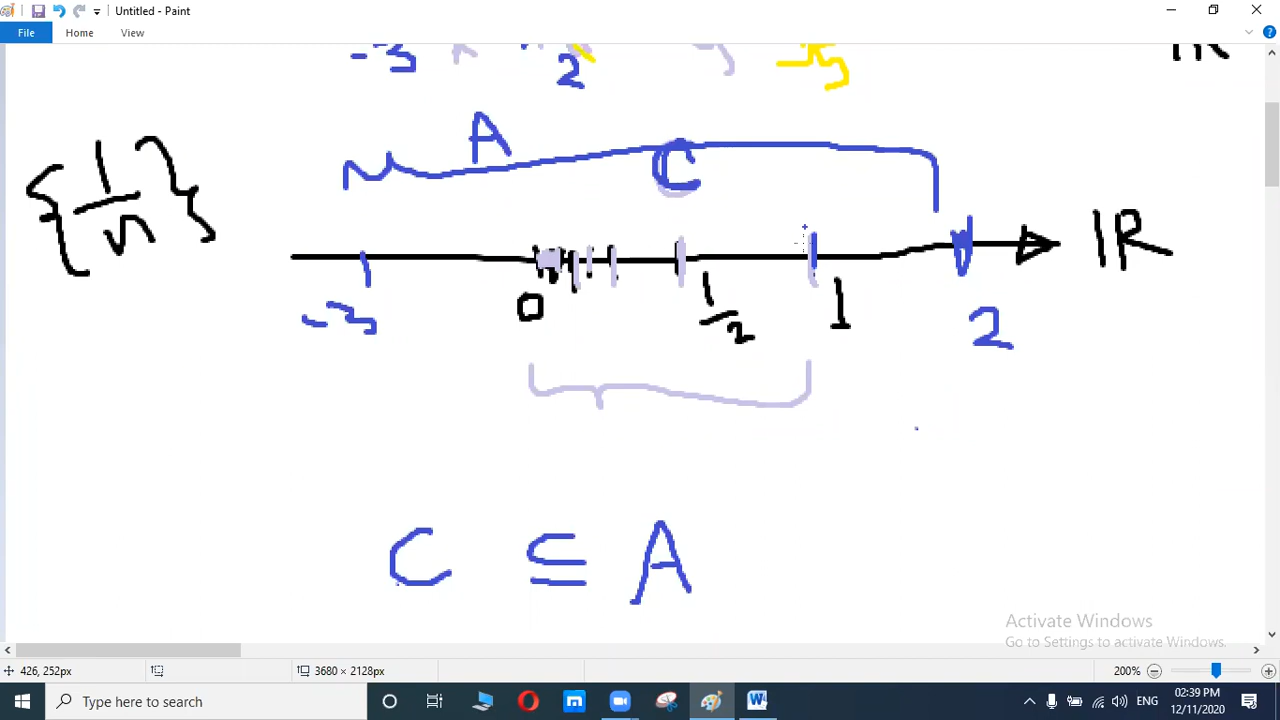 Untitled - Paint
File Home View
-3 2 IR
A
C
{1/n}
IR
-3 0 1/2 1 2
C ⊆ A
Activate Windows
Go to Settings to activate Windows.
426, 252px 3680 × 2128px 200%
Type here to search
ENG
02:39 PM
12/11/2020